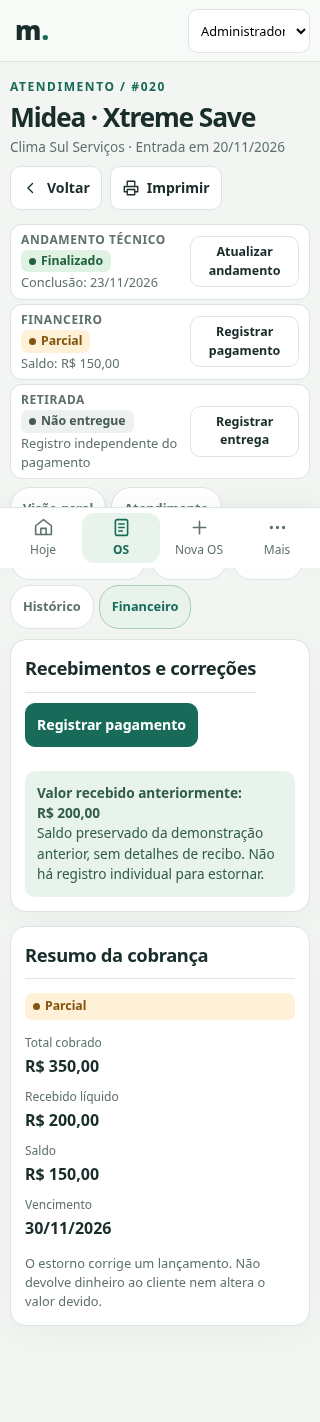 m.
Administrador
ATENDIMENTO / #020
Midea · Xtreme Save
Clima Sul Serviços · Entrada em 20/11/2026
Voltar
Imprimir
ANDAMENTO TÉCNICO
Finalizado
Conclusão: 23/11/2026
Atualizar
andamento
FINANCEIRO
Parcial
Saldo: R$ 150,00
Registrar
pagamento
RETIRADA
Não entregue
Registro independente do
pagamento
Registrar
entrega
Hoje
OS
Nova OS
Mais
Histórico
Financeiro
Recebimentos e correções
Registrar pagamento
Valor recebido anteriormente:
R$ 200,00
Saldo preservado da demonstração
anterior, sem detalhes de recibo. Não
há registro individual para estornar.
Resumo da cobrança
Parcial
Total cobrado
R$ 350,00
Recebido líquido
R$ 200,00
Saldo
R$ 150,00
Vencimento
30/11/2026
O estorno corrige um lançamento. Não
devolve dinheiro ao cliente nem altera o
valor devido.